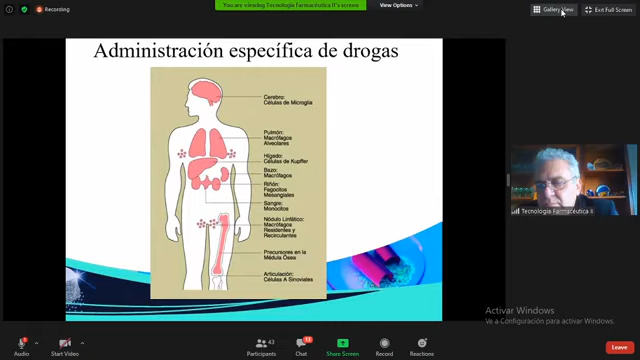 Recording
You are viewing Tecnología Farmacéutica II's screen
View Options
Gallery View
Exit Full Screen
Administración específica de drogas
Cerebro:
Células de Microglia
Pulmón:
Macrófagos
Alveolares
Hígado:
Células de Kupffer
Bazo:
Macrófagos
Riñón:
Fagocitos
Mesangiales
Sangre:
Monocitos
Nódulo Linfático:
Macrófagos
Residentes y
Recirculantes
Precursores en la
Médula Ósea
Articulación:
Células A Sinoviales
Tecnología Farmacéutica II
Activar Windows
Ve a Configuración para activar Windows.
Audio
Start Video
43
Participants
Chat
Share Screen
Record
Reactions
Leave